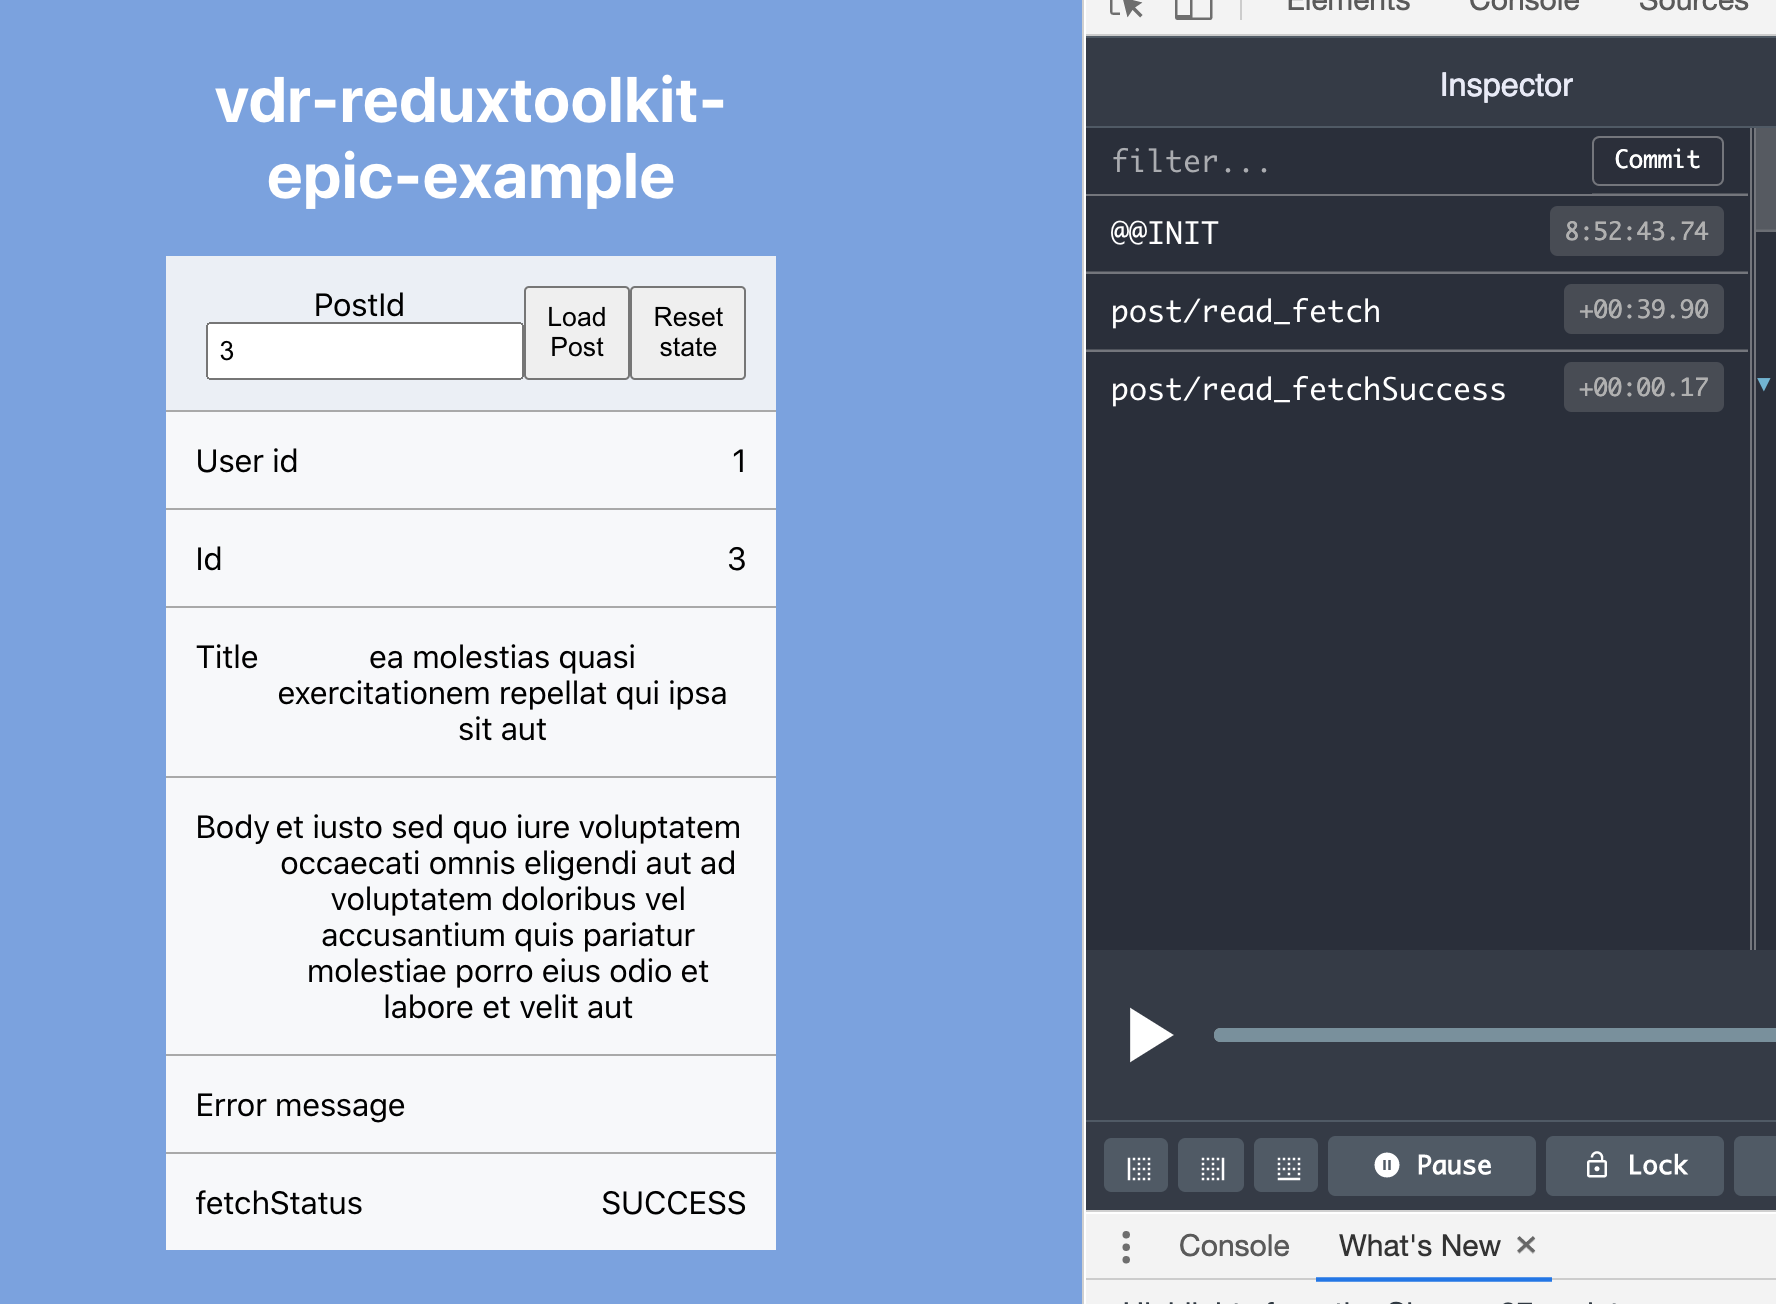 vdr-reduxtoolkit-
epic-example
PostId
3
Load
Post
Reset
state
User id 1
Id 3
Title ea molestias quasi
exercitationem repellat qui ipsa
sit aut
Body et iusto sed quo iure voluptatem
occaecati omnis eligendi aut ad
voluptatem doloribus vel
accusantium quis pariatur
molestiae porro eius odio et
labore et velit aut
Error message
fetchStatus SUCCESS
Elements Console Sources
Inspector
filter... Commit
@@INIT 8:52:43.74
post/read_fetch +00:39.90
post/read_fetchSuccess +00:00.17
Pause Lock
Console What's New ×